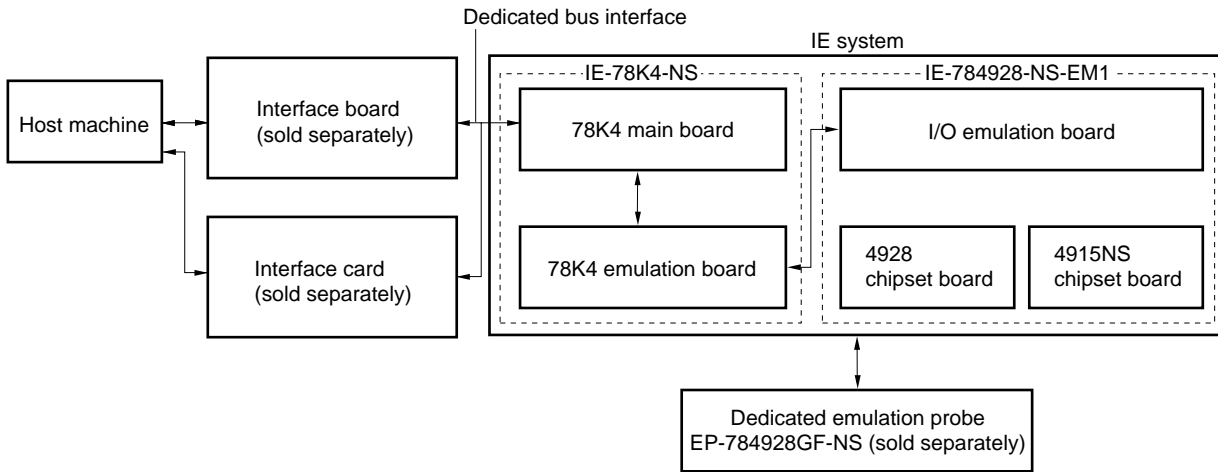 Dedicated bus interface
IE system
IE-78K4-NS
IE-784928-NS-EM1
Host machine
Interface board
(sold separately)
78K4 main board
I/O emulation board
Interface card
(sold separately)
78K4 emulation board
4928
chipset board
4915NS
chipset board
Dedicated emulation probe
EP-784928GF-NS (sold separately)